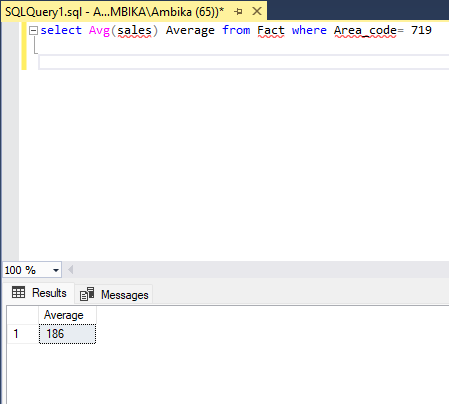 SQLQuery1.sql - A...MBIKA\Ambika (65))*
select Avg(sales) Average from Fact where Area_code= 719
100 %
Results Messages
Average
1 186